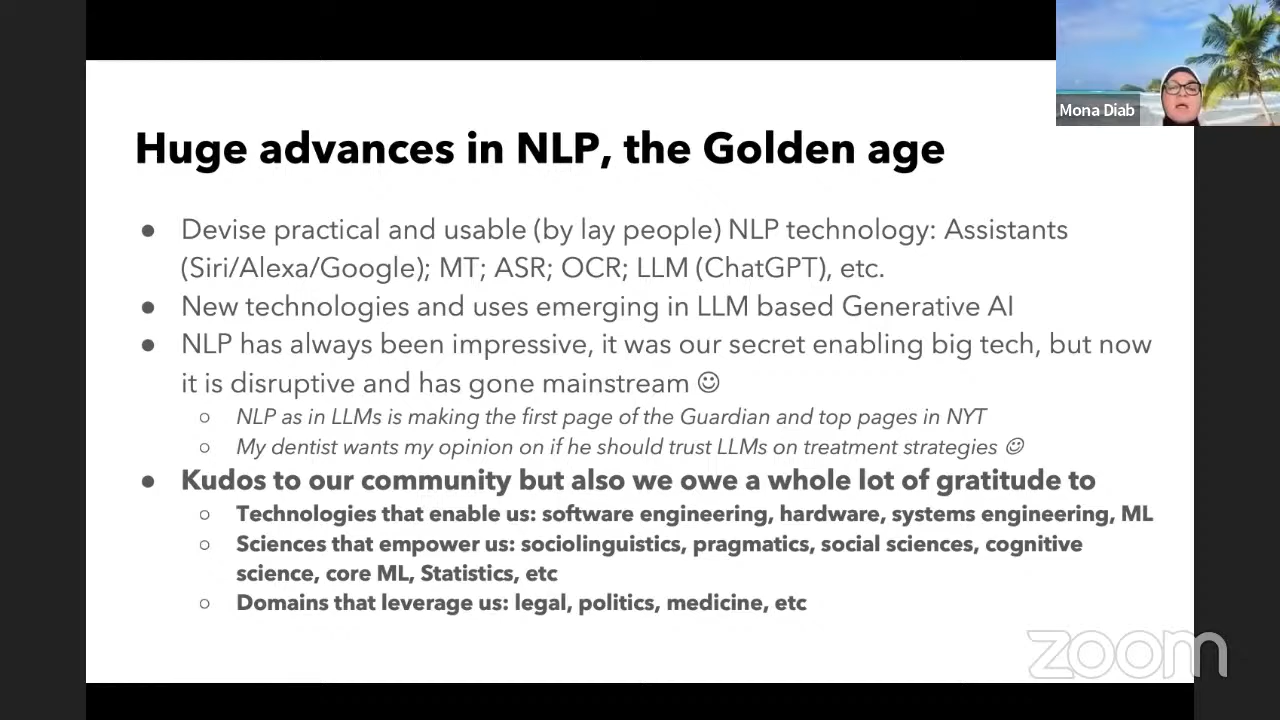 Mona Diab
Huge advances in NLP, the Golden age
● Devise practical and usable (by lay people) NLP technology: Assistants
(Siri/Alexa/Google); MT; ASR; OCR; LLM (ChatGPT), etc.
● New technologies and uses emerging in LLM based Generative AI
● NLP has always been impressive, it was our secret enabling big tech, but now
it is disruptive and has gone mainstream ☺
○ NLP as in LLMs is making the first page of the Guardian and top pages in NYT
○ My dentist wants my opinion on if he should trust LLMs on treatment strategies ☺
● Kudos to our community but also we owe a whole lot of gratitude to
○ Technologies that enable us: software engineering, hardware, systems engineering, ML
○ Sciences that empower us: sociolinguistics, pragmatics, social sciences, cognitive
science, core ML, Statistics, etc
○ Domains that leverage us: legal, politics, medicine, etc
zoom